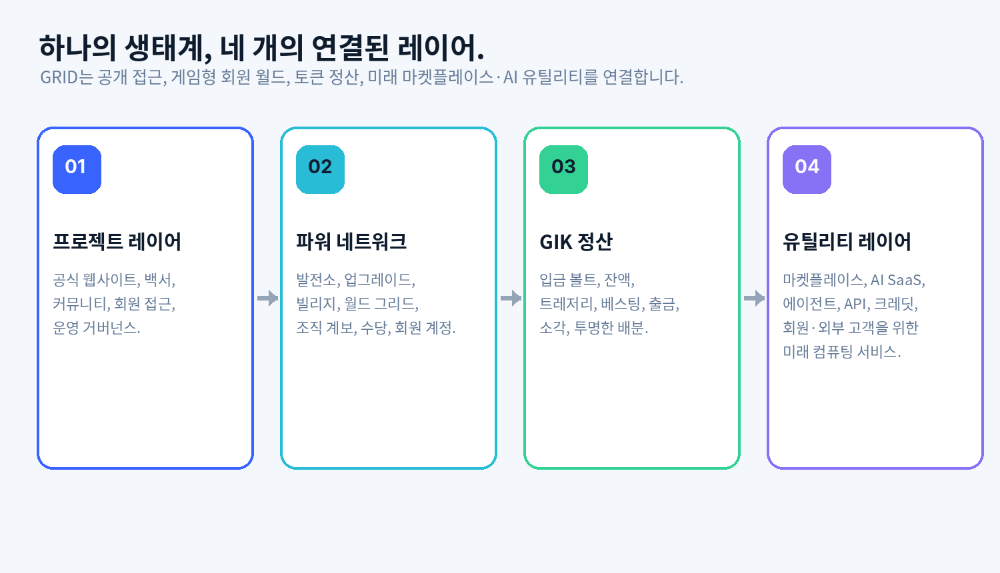 하나의 생태계, 네 개의 연결된 레이어.
GRID는 공개 접근, 게임형 회원 월드, 토큰 정산, 미래 마켓플레이스·AI 유틸리티를 연결합니다.
01
프로젝트 레이어
공식 웹사이트, 백서,
커뮤니티, 회원 접근,
운영 거버넌스.
02
파워 네트워크
발전소, 업그레이드,
빌리지, 월드 그리드,
조직 계보, 수당, 회원 계정.
03
GIK 정산
입금 볼트, 잔액,
트레저리, 베스팅, 출금,
소각, 투명한 배분.
04
유틸리티 레이어
마켓플레이스, AI SaaS,
에이전트, API, 크레딧,
회원·외부 고객을 위한
미래 컴퓨팅 서비스.